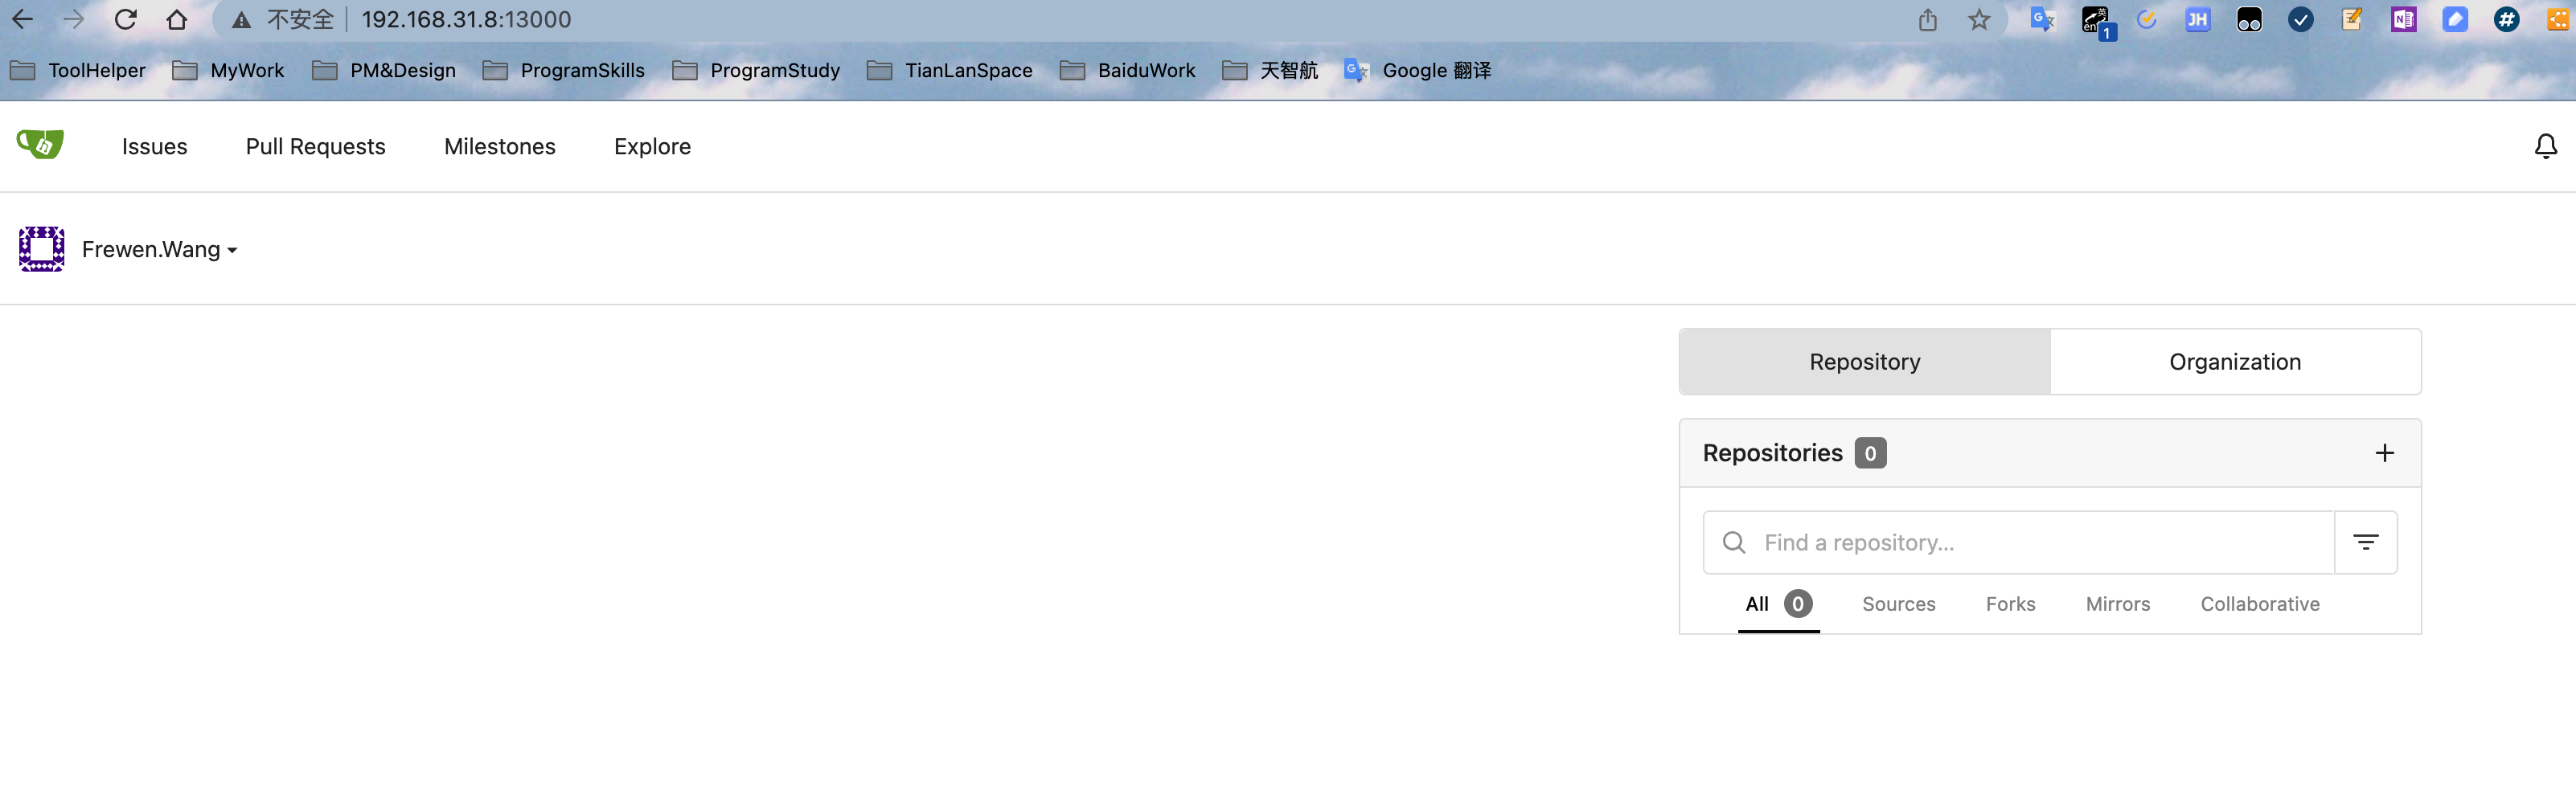 不安全 192.168.31.8:13000
1
JH
ToolHelper MyWork PM&Design ProgramSkills ProgramStudy TianLanSpace BaiduWork 天智航 Google 翻译
Issues Pull Requests Milestones Explore
Frewen.Wang
Repository Organization
Repositories 0
Find a repository...
All 0 Sources Forks Mirrors Collaborative